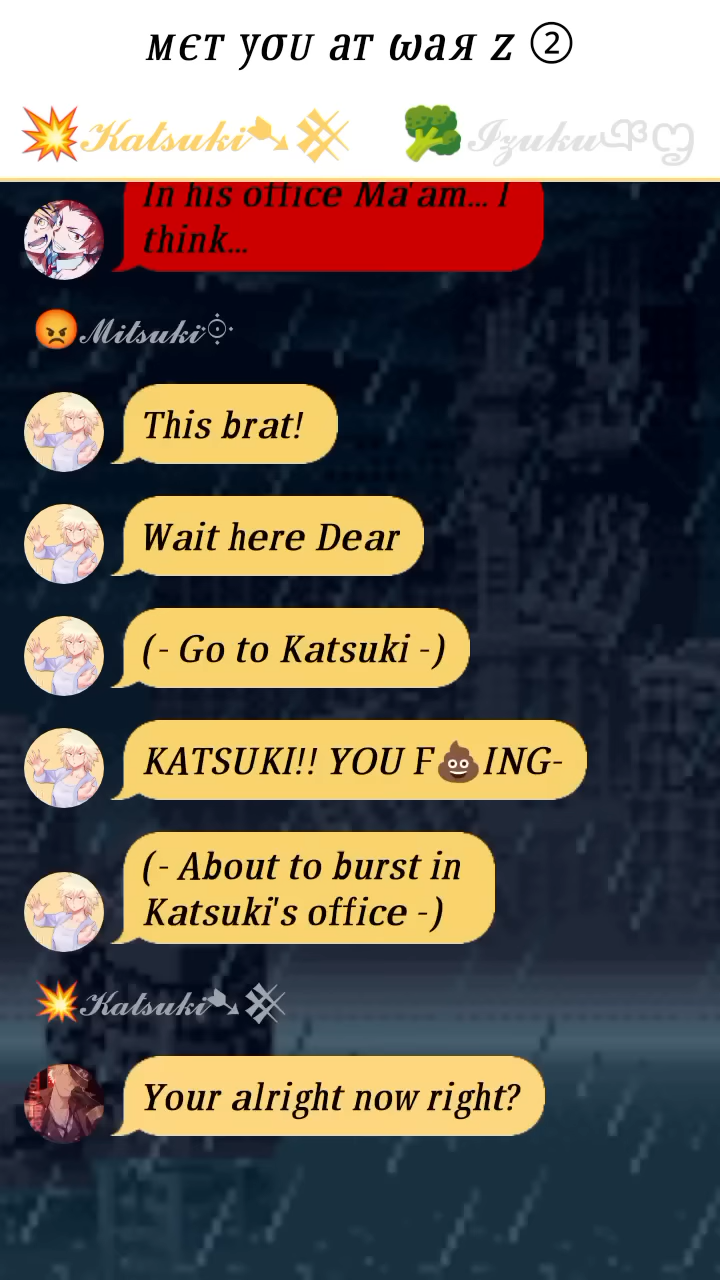 мєт уσυ ат ωая z ②
💥𝓚𝓪𝓽𝓼𝓾𝓴𝓲 🥦𝓘𝔃𝓾𝓴𝓾
In his office Ma'am... I
think...
😡𝓜𝓲𝓽𝓼𝓾𝓴𝓲
This brat!
Wait here Dear
(- Go to Katsuki -)
KATSUKI!! YOU F💩ING-
(- About to burst in
Katsuki's office -)
💥𝓚𝓪𝓽𝓼𝓾𝓴𝓲
Your alright now right?